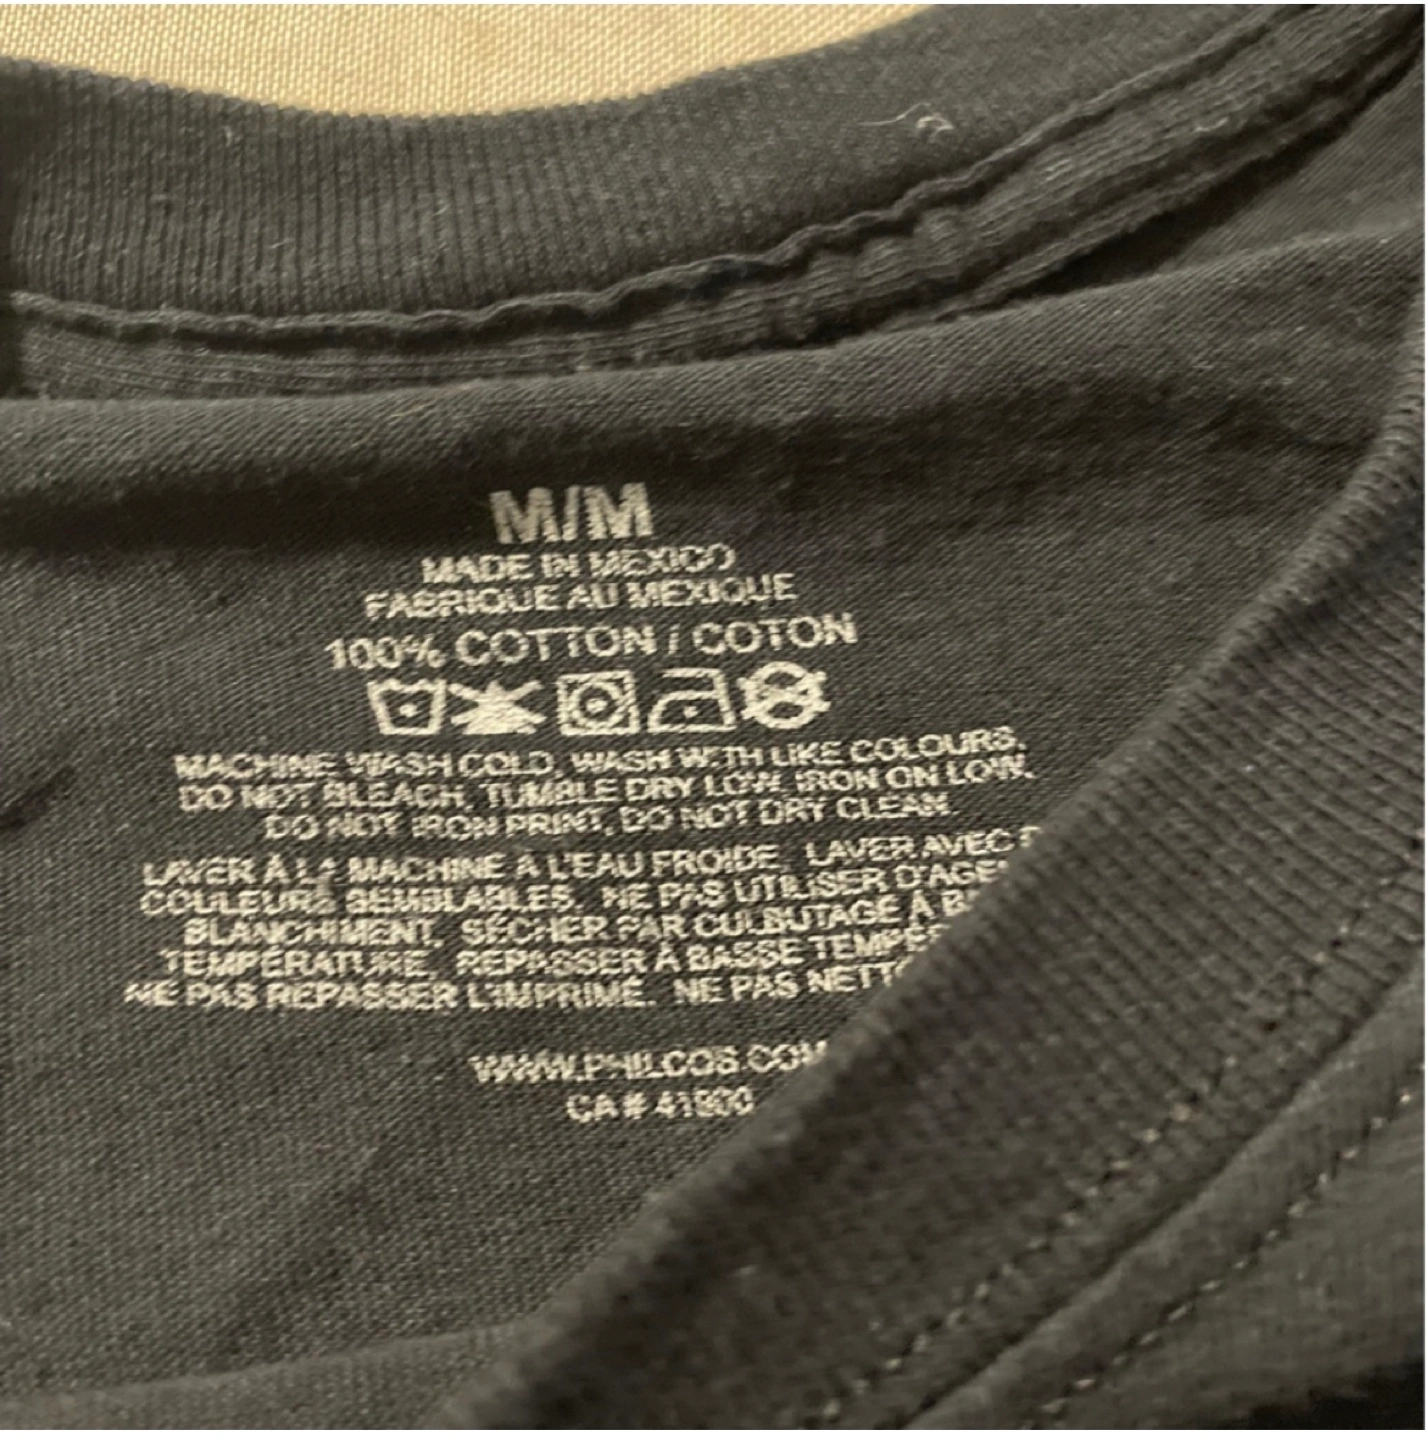 M/M
MADE IN MEXICO
FABRIQUE AU MEXIQUE
100% COTTON / COTON
MACHINE WASH COLD, WASH WITH LIKE COLOURS.
DO NOT BLEACH, TUMBLE DRY LOW, IRON ON LOW.
DO NOT IRON PRINT, DO NOT DRY CLEAN.
LAVER À LA MACHINE À L'EAU FROIDE. LAVER AVEC
COULEURS SEMBLABLES. NE PAS UTILISER D'AGE
BLANCHIMENT. SÉCHER PAR CULBUTAGE À B
TEMPÉRATURE. REPASSER À BASSE TEMPÉR
NE PAS REPASSER L'IMPRIMÉ. NE PAS NETTO
WWW.PHILCOS.COM
CA #